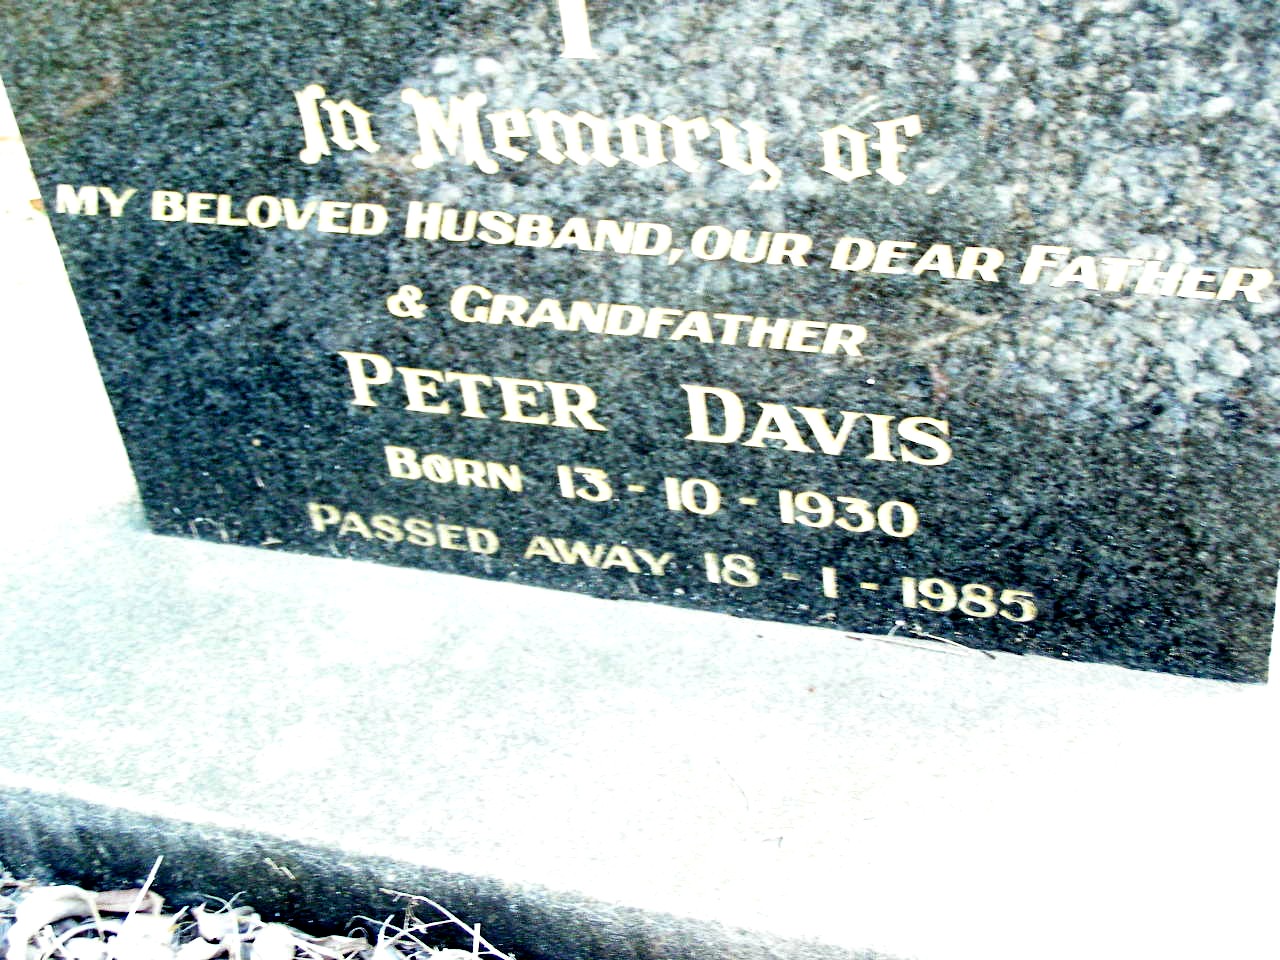 In Memory of
MY BELOVED HUSBAND, OUR DEAR FATHER
& GRANDFATHER
PETER DAVIS
BORN 13-10-1930
PASSED AWAY 18-1-1985